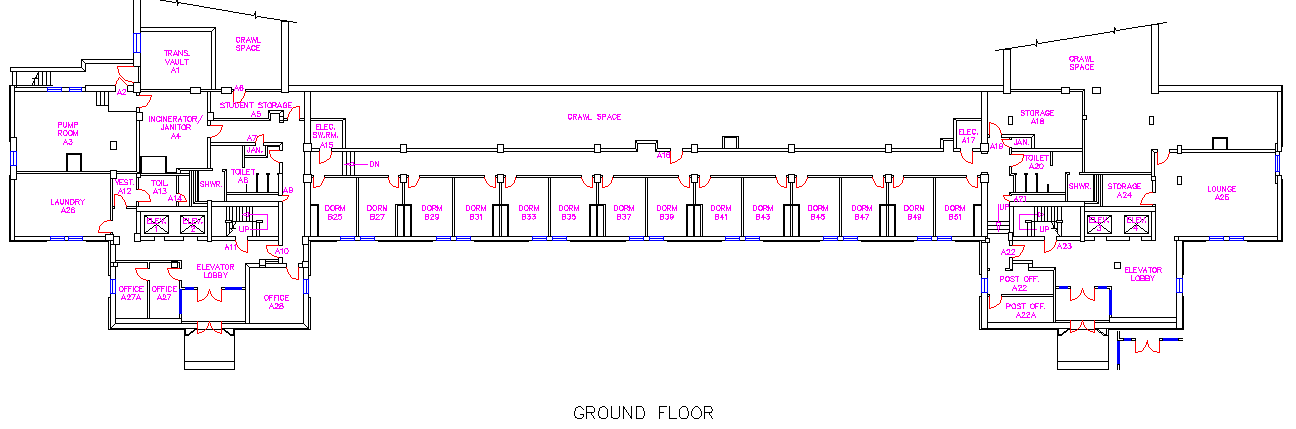 TRANS.
VAULT
A1
CRAWL
SPACE
A2
A6
STUDENT STORAGE
A5
PUMP
ROOM
A3
INCINERATOR/
JANITOR
A4
A7
JAN.
ELEC.
SW.RM.
A15
CRAWL SPACE
A16
DN
ELEC.
A17
CRAWL
SPACE
STORAGE
A18
A19
JAN.
TOILET
A20
TOILET
A8
SHWR.
A9
VEST.
A12
TOIL.
A13
A14
LAUNDRY
A26
ELEV.
1
ELEV.
2
UP
A11
A10
DORM
B25
DORM
B27
DORM
B29
DORM
B31
DORM
B33
DORM
B35
DORM
B37
DORM
B39
DORM
B41
DORM
B43
DORM
B45
DORM
B47
DORM
B49
DORM
B51
SHWR.
A21
STORAGE
A24
LOUNGE
A25
UP
UP
ELEV.
3
ELEV.
4
A22
A23
ELEVATOR
LOBBY
OFFICE
A27A
OFFICE
A27
OFFICE
A28
POST OFF.
A22
POST OFF.
A22A
ELEVATOR
LOBBY
GROUND FLOOR